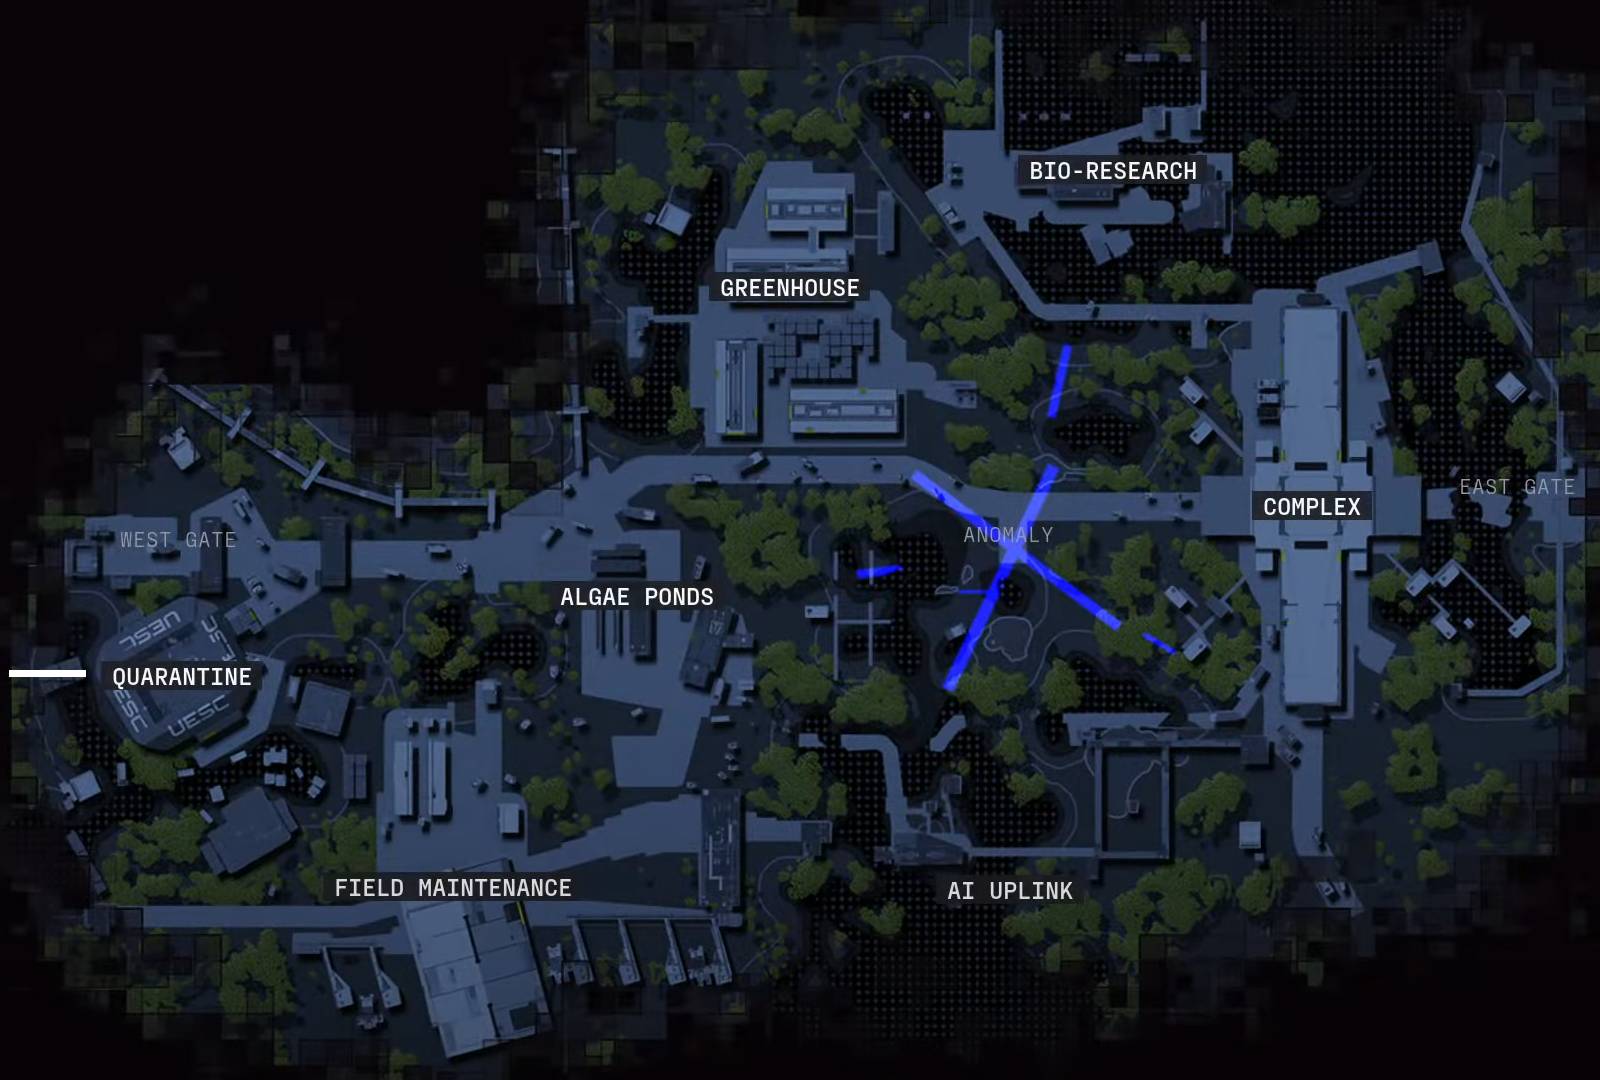 BIO-RESEARCH
GREENHOUSE
EAST GATE
COMPLEX
ANOMALY
WEST GATE
ALGAE PONDS
UESC
UESC
QUARANTINE
UESC
UESC
FIELD MAINTENANCE
AI UPLINK